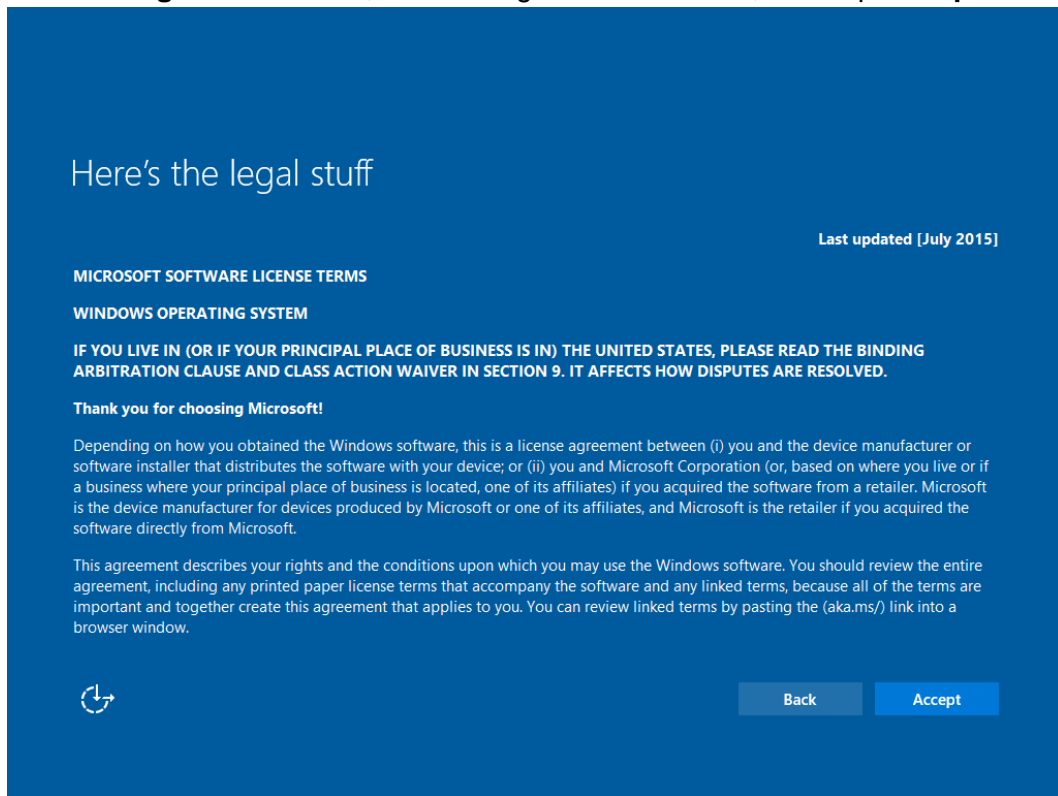 Here's the legal stuff
Last updated [July 2015]
MICROSOFT SOFTWARE LICENSE TERMS
WINDOWS OPERATING SYSTEM
IF YOU LIVE IN (OR IF YOUR PRINCIPAL PLACE OF BUSINESS IS IN) THE UNITED STATES, PLEASE READ THE BINDING
ARBITRATION CLAUSE AND CLASS ACTION WAIVER IN SECTION 9. IT AFFECTS HOW DISPUTES ARE RESOLVED.
Thank you for choosing Microsoft!
Depending on how you obtained the Windows software, this is a license agreement between (i) you and the device manufacturer or
software installer that distributes the software with your device; or (ii) you and Microsoft Corporation (or, based on where you live or if
a business where your principal place of business is located, one of its affiliates) if you acquired the software from a retailer. Microsoft
is the device manufacturer for devices produced by Microsoft or one of its affiliates, and Microsoft is the retailer if you acquired the
software directly from Microsoft.
This agreement describes your rights and the conditions upon which you may use the Windows software. You should review the entire
agreement, including any printed paper license terms that accompany the software and any linked terms, because all of the terms are
important and together create this agreement that applies to you. You can review linked terms by pasting the (aka.ms/) link into a
browser window.
Back
Accept